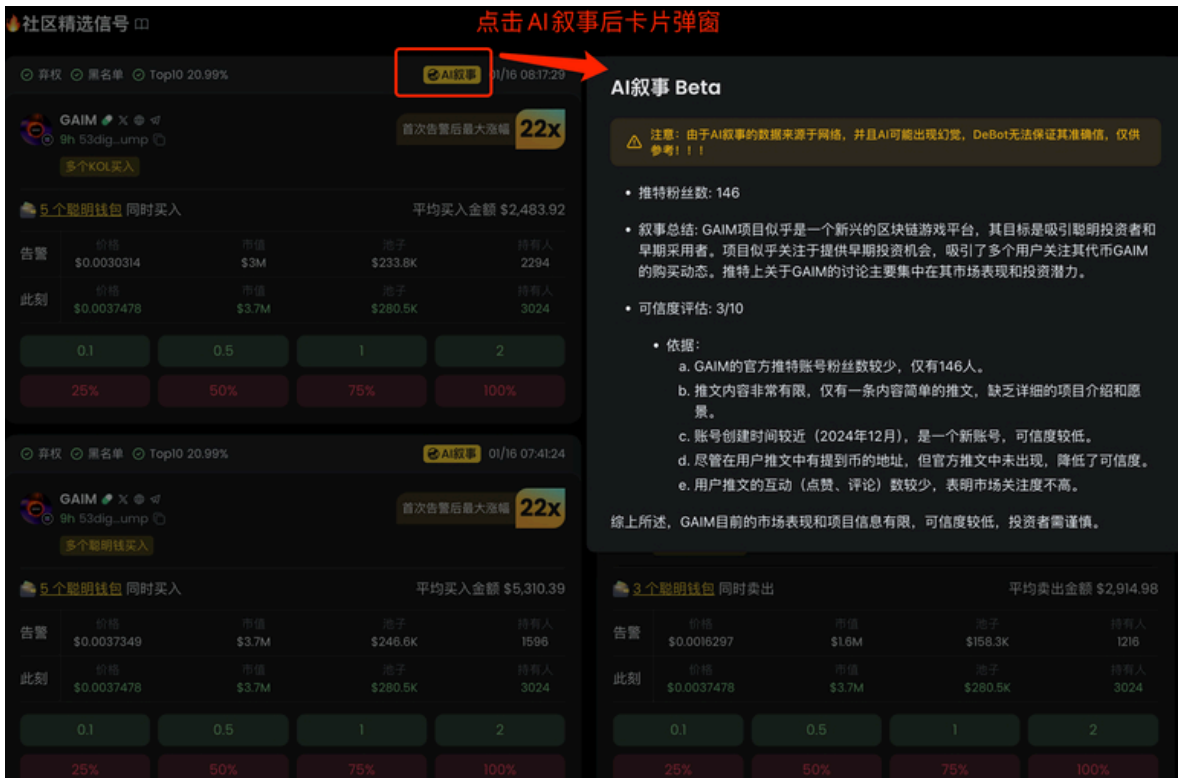 社区精选信号
点击AI叙事后卡片弹窗
弃权 黑名单 Top10 20.99% AI叙事 01/16 08:17:29
GAIM
9h 53dig...ump
多个KOL买入
首次告警后最大涨幅 22x
5个聪明钱包 同时买入 平均买入金额 $2,483.92
告警
价格 市值 池子 持有人
$0.0030314 $3M $233.8K 2294
此刻
价格 市值 池子 持有人
$0.0037478 $3.7M $280.5K 3024
0.1 0.5 1 2
25% 50% 75% 100%
弃权 黑名单 Top10 20.99% AI叙事 01/16 07:41:24
GAIM
9h 53dig...ump
多个聪明钱买入
首次告警后最大涨幅 22x
5个聪明钱包 同时买入 平均买入金额 $5,310.39
告警
价格 市值 池子 持有人
$0.0037349 $3.7M $246.6K 1596
此刻
价格 市值 池子 持有人
$0.0037478 $3.7M $280.5K 3024
0.1 0.5 1 2
25% 50% 75% 100%
AI叙事 Beta
注意：由于AI叙事的数据来源于网络，并且AI可能出现幻觉，DeBot无法保证其准确信，仅供
参考！！！
• 推特粉丝数: 146
• 叙事总结: GAIM项目似乎是一个新兴的区块链游戏平台，其目标是吸引聪明投资者和
早期采用者。项目似乎关注于提供早期投资机会，吸引了多个用户关注其代币GAIM
的购买动态。推特上关于GAIM的讨论主要集中在其市场表现和投资潜力。
• 可信度评估: 3/10
• 依据:
a. GAIM的官方推特账号粉丝数较少，仅有146人。
b. 推文内容非常有限，仅有一条内容简单的推文，缺乏详细的项目介绍和愿
景。
c. 账号创建时间较近（2024年12月），是一个新账号，可信度较低。
d. 尽管在用户推文中有提到币的地址，但官方推文中未出现，降低了可信度。
e. 用户推文的互动（点赞、评论）数较少，表明市场关注度不高。
综上所述，GAIM目前的市场表现和项目信息有限，可信度较低，投资者需谨慎。
3个聪明钱包 同时卖出 平均卖出金额 $2,914.98
告警
价格 市值 池子 持有人
$0.0016297 $1.6M $158.3K 1216
此刻
价格 市值 池子 持有人
$0.0037478 $3.7M $280.5K 3024
0.1 0.5 1 2
25% 50% 75% 100%